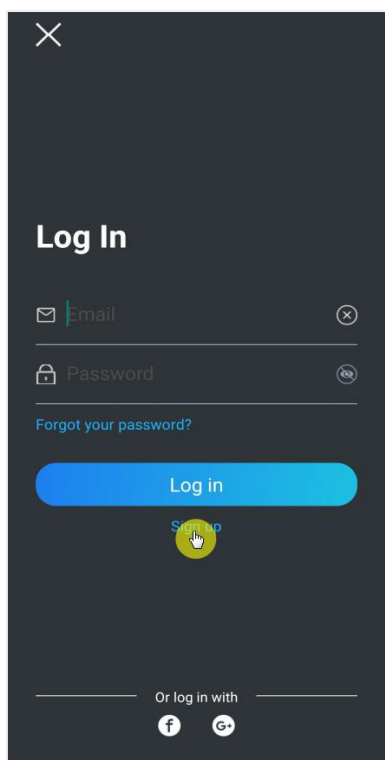 Log In
Email
Password
Forgot your password?
Log in
Sign up
Or log in with
f
G+